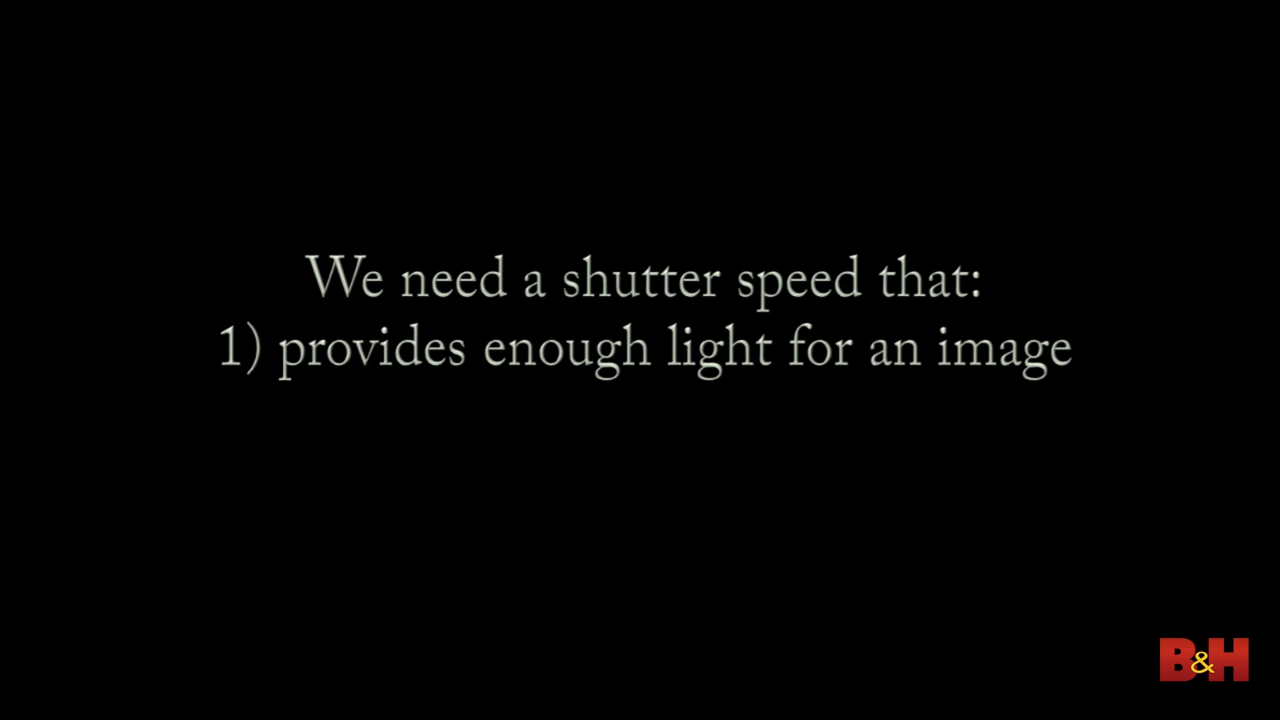 We need a shutter speed that:
1) provides enough light for an image
B&H